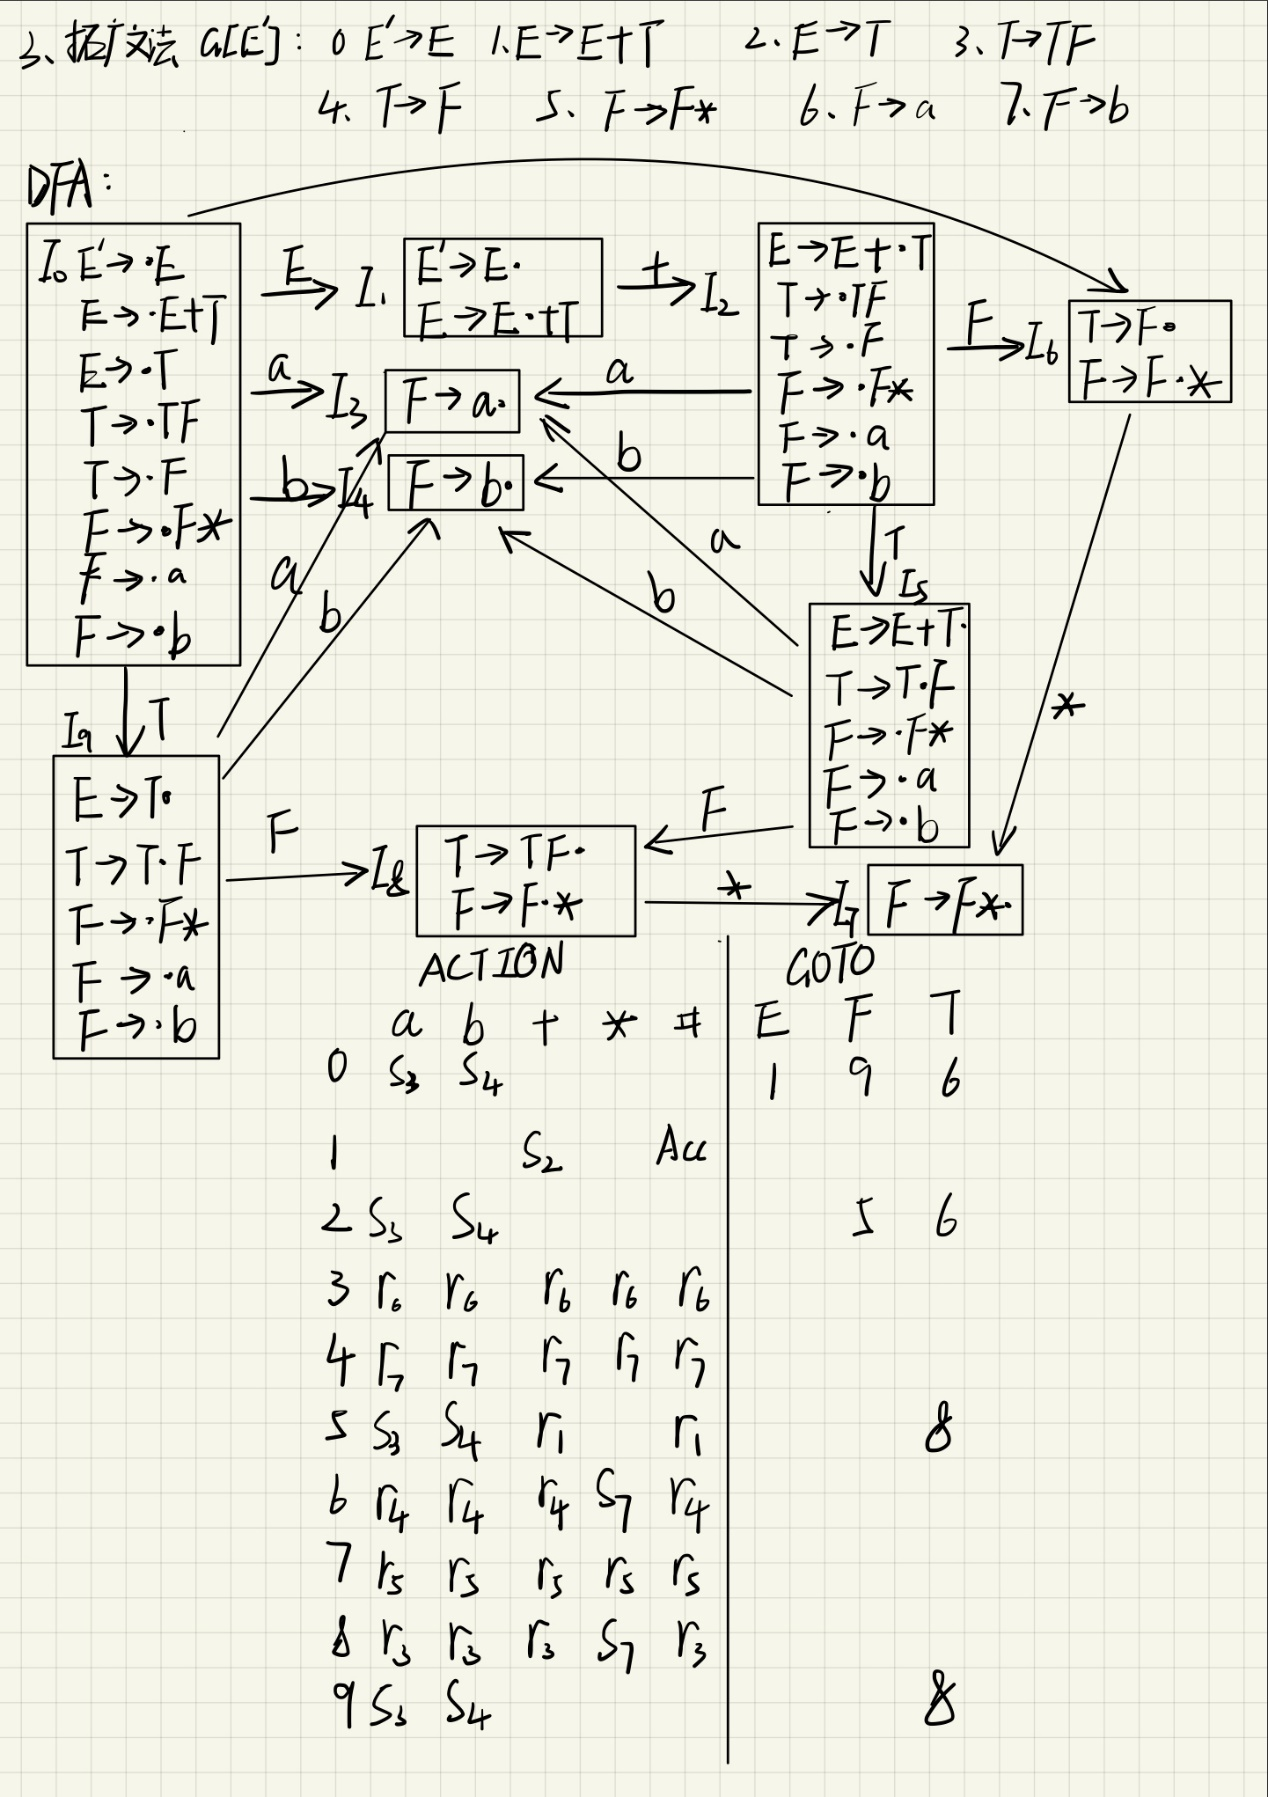 3、拓广文法 G[E']: 0 E'→E 1.E→E+T 2.E→T 3、T→TF
4. T→F 5、F→F* 6、F→a 7.F→b
DFA:
I0 E'→·E
E→·E+T
E→·T
T→·TF
T→·F
F→·F*
F→·a
F→·b
E
I1
E'→E·
E→E·+T
+
I2
E→E+·T
T→·TF
T→·F
F→·F*
F→·a
F→·b
F
I6
T→F·
F→F·*
a
I3
F→a·
a
b
I4
F→b·
b
a
b
a
b
T
I5
E→E+T·
T→T·F
F→·F*
F→·a
F→·b
*
T
I9
E→T·
T→T·F
F→·F*
F→·a
F→·b
F
I8
T→TF·
F→F·*
F
*
I7
F→F*·
ACTION GOTO
a b + * # E F T
0 S3 S4 1 9 6
1 S2 Acc
2 S3 S4 5 6
3 r6 r6 r6 r6 r6
4 r7 r7 r7 r7 r7
5 S3 S4 r1 r1 8
6 r4 r4 r4 S7 r4
7 r5 r5 r5 r5 r5
8 r3 r3 r3 S7 r3
9 S3 S4 8